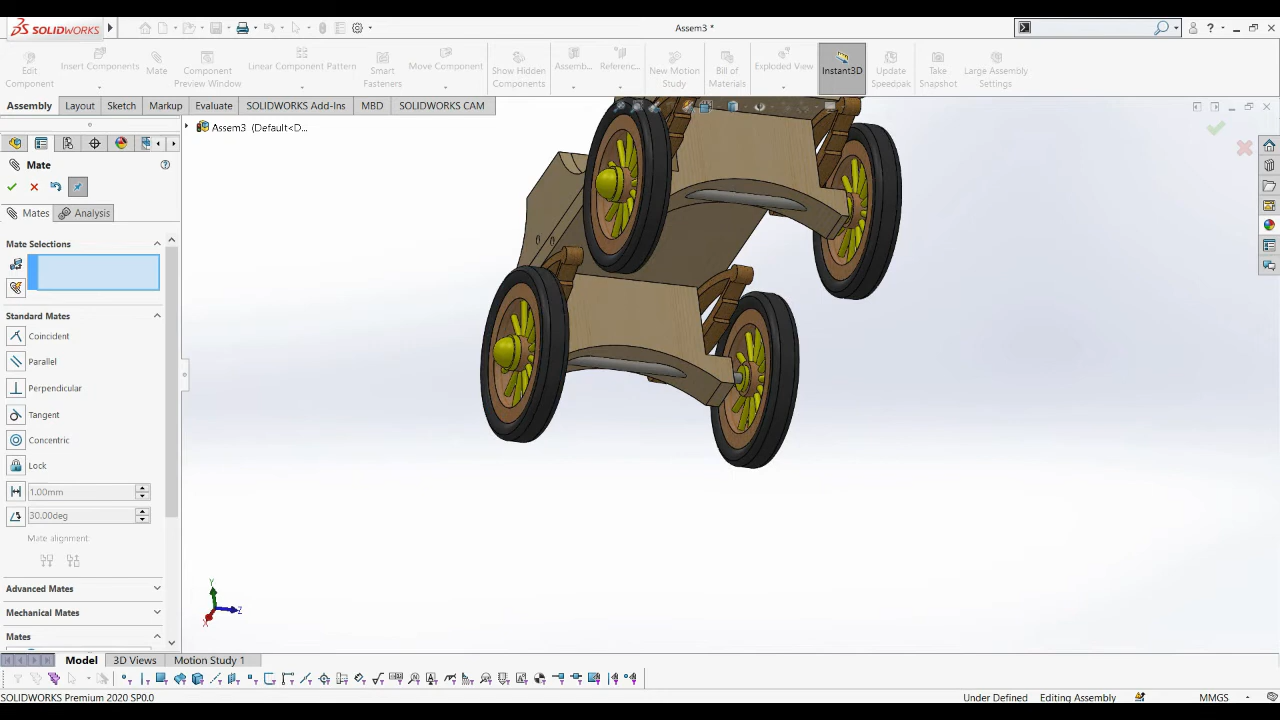 SOLIDWORKS
Assem3 *
?
Edit Component
Insert Components
Mate
Component Preview Window
Linear Component Pattern
Smart Fasteners
Move Component
Show Hidden Components
Assemb...
Referenc...
New Motion Study
Bill of Materials
Exploded View
Instant3D
Update Speedpak
Take Snapshot
Large Assembly Settings
Assembly
Layout
Sketch
Markup
Evaluate
SOLIDWORKS Add-Ins
MBD
SOLIDWORKS CAM
Assem3 (Default<D...
Mate
Mates
Analysis
Mate Selections
Standard Mates
Coincident
Parallel
Perpendicular
Tangent
Concentric
Lock
1.00mm
30.00deg
Mate alignment:
Advanced Mates
Mechanical Mates
Mates
Y
Z
X
Model
3D Views
Motion Study 1
SOLIDWORKS Premium 2020 SP0.0
Under Defined
Editing Assembly
MMGS